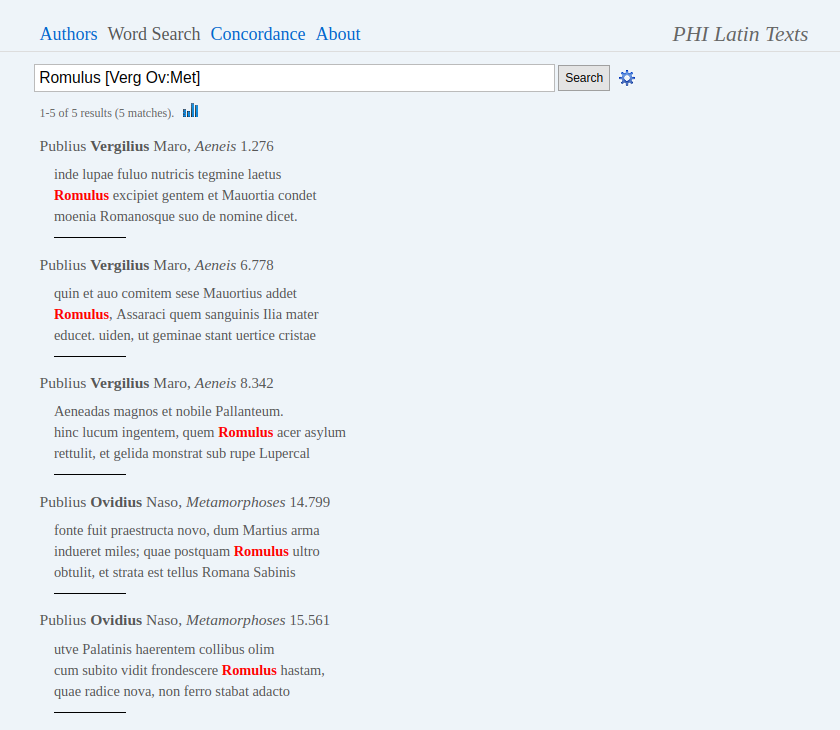 Authors Word Search Concordance About PHI Latin Texts
Romulus [Verg Ov:Met] Search
1-5 of 5 results (5 matches).
Publius Vergilius Maro, Aeneis 1.276
inde lupae fuluo nutricis tegmine laetus
Romulus excipiet gentem et Mauortia condet
moenia Romanosque suo de nomine dicet.
Publius Vergilius Maro, Aeneis 6.778
quin et auo comitem sese Mauortius addet
Romulus, Assaraci quem sanguinis Ilia mater
educet. uiden, ut geminae stant uertice cristae
Publius Vergilius Maro, Aeneis 8.342
Aeneadas magnos et nobile Pallanteum.
hinc lucum ingentem, quem Romulus acer asylum
rettulit, et gelida monstrat sub rupe Lupercal
Publius Ovidius Naso, Metamorphoses 14.799
fonte fuit praestructa novo, dum Martius arma
indueret miles; quae postquam Romulus ultro
obtulit, et strata est tellus Romana Sabinis
Publius Ovidius Naso, Metamorphoses 15.561
utve Palatinis haerentem collibus olim
cum subito vidit frondescere Romulus hastam,
quae radice nova, non ferro stabat adacto